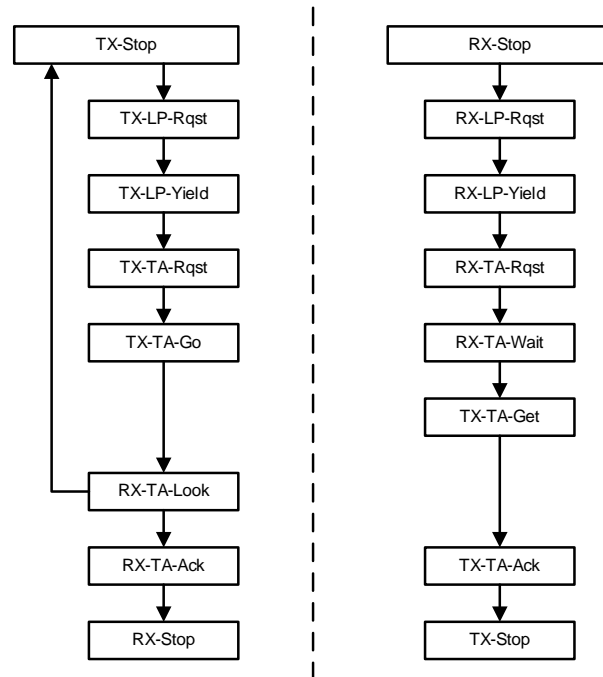 TX-Stop
TX-LP-Rqst
TX-LP-Yield
TX-TA-Rqst
TX-TA-Go
RX-TA-Look
RX-TA-Ack
RX-Stop
RX-Stop
RX-LP-Rqst
RX-LP-Yield
RX-TA-Rqst
RX-TA-Wait
TX-TA-Get
TX-TA-Ack
TX-Stop